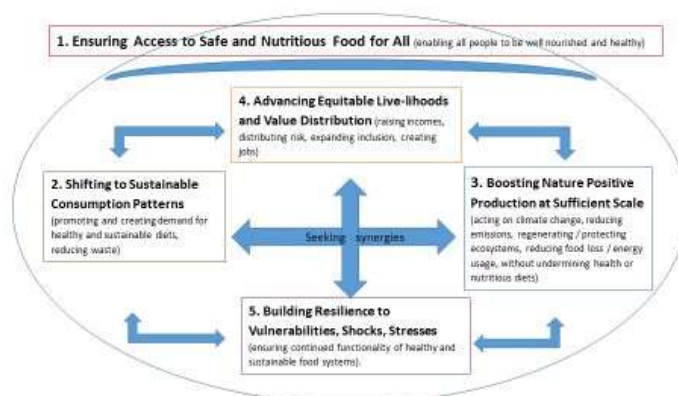 1. Ensuring Access to Safe and Nutritious Food for All (enabling all people to be well nourished and healthy)
4. Advancing Equitable Live-lihoods
and Value Distribution (raising incomes,
distributing risk, expanding inclusion, creating
jobs)
2. Shifting to Sustainable
Consumption Patterns
(promoting and creating demand for
healthy and sustainable diets,
reducing waste)
3. Boosting Nature Positive
Production at Sufficient Scale
(acting on climate change, reducing
emissions, regenerating / protecting
ecosystems, reducing food loss / energy
usage, without undermining health or
nutritious diets)
Seeking synergies
5. Building Resilience to
Vulnerabilities, Shocks, Stresses
(ensuring continued functionality of healthy and
sustainable food systems).